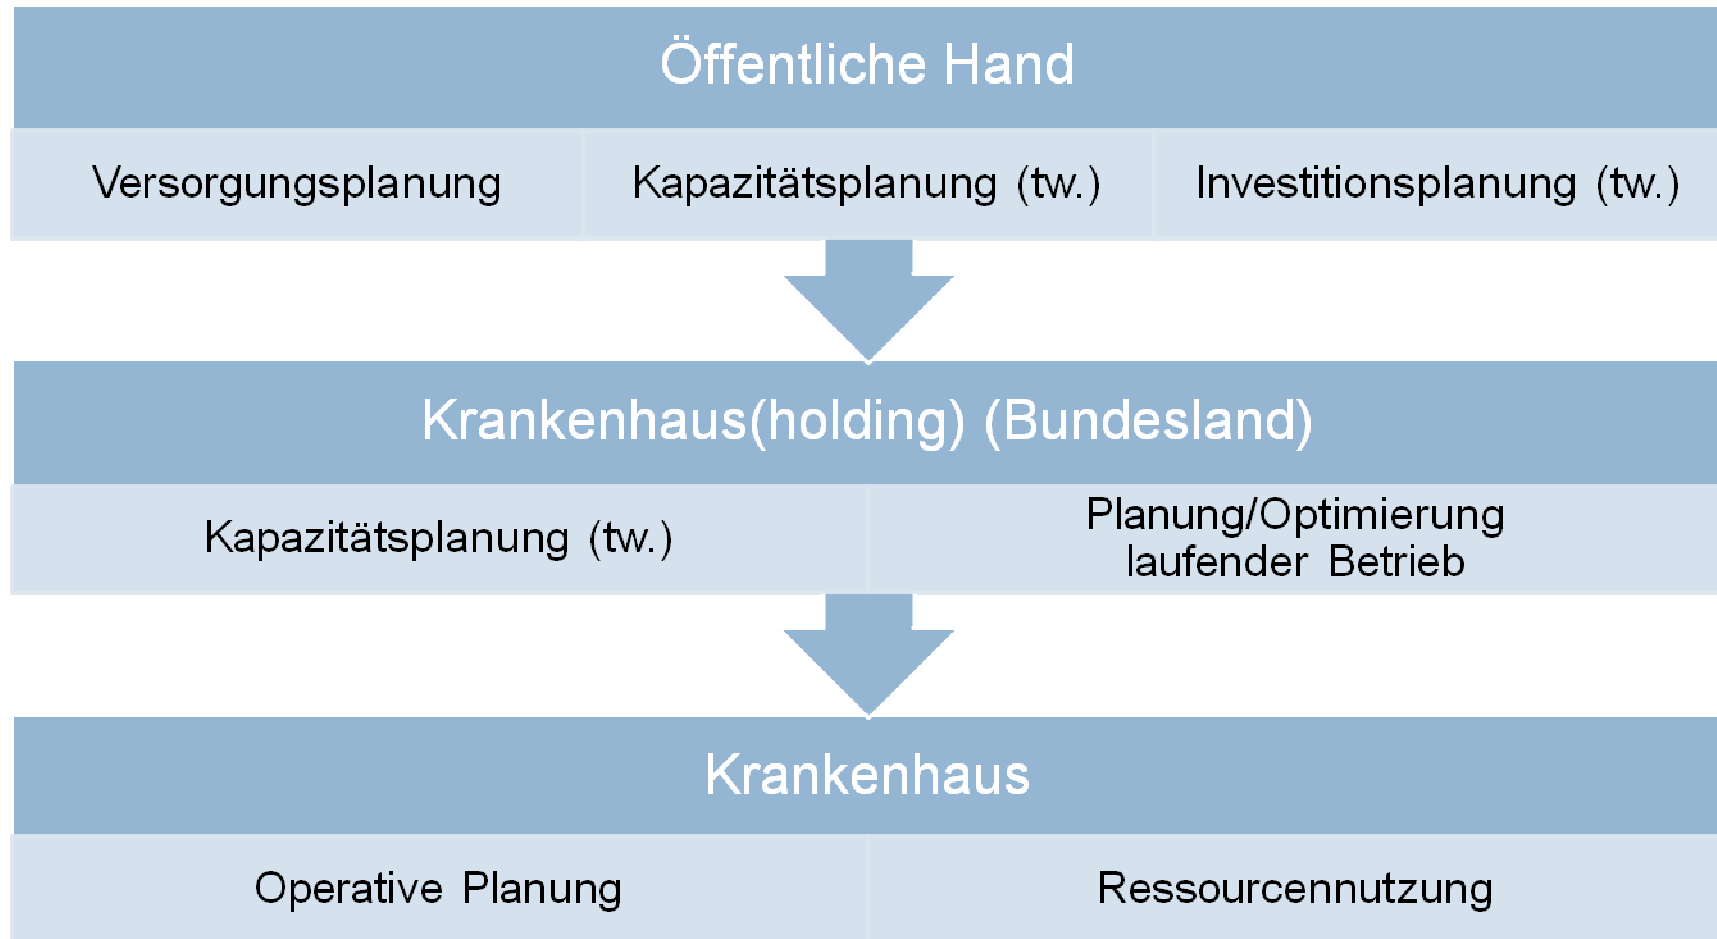 Öffentliche Hand
Versorgungsplanung
Kapazitätsplanung (tw.)
Investitionsplanung (tw.)
Krankenhaus(holding) (Bundesland)
Kapazitätsplanung (tw.)
Planung/Optimierung
laufender Betrieb
Krankenhaus
Operative Planung
Ressourcennutzung